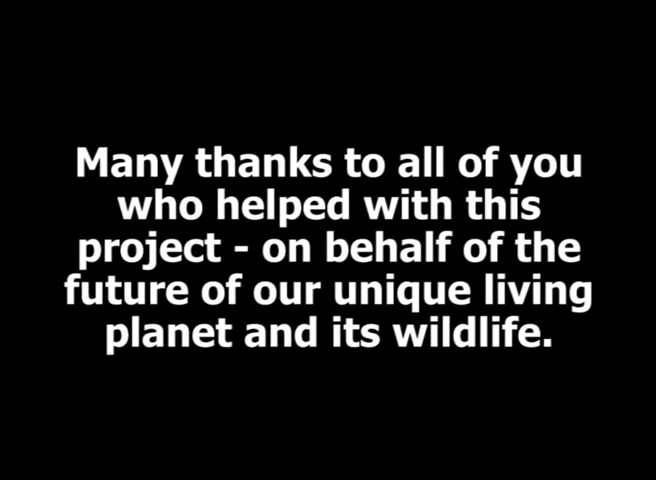 Many thanks to all of you
who helped with this
project - on behalf of the
future of our unique living
planet and its wildlife.